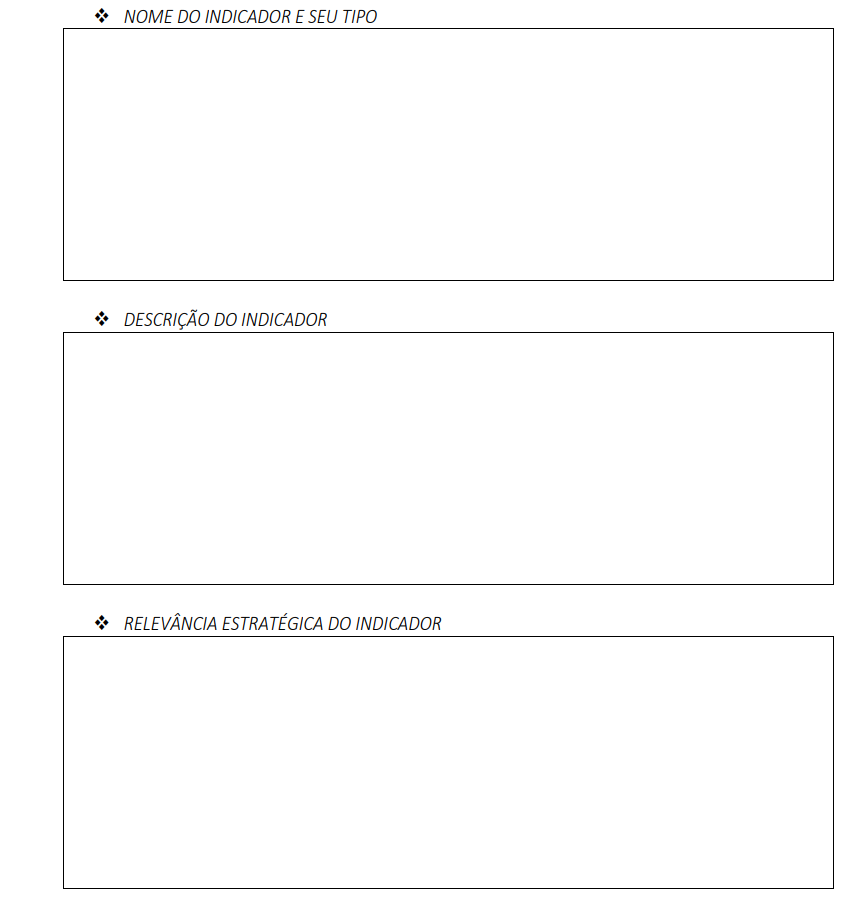 ❖ NOME DO INDICADOR E SEU TIPO
❖ DESCRIÇÃO DO INDICADOR
❖ RELEVÂNCIA ESTRATÉGICA DO INDICADOR